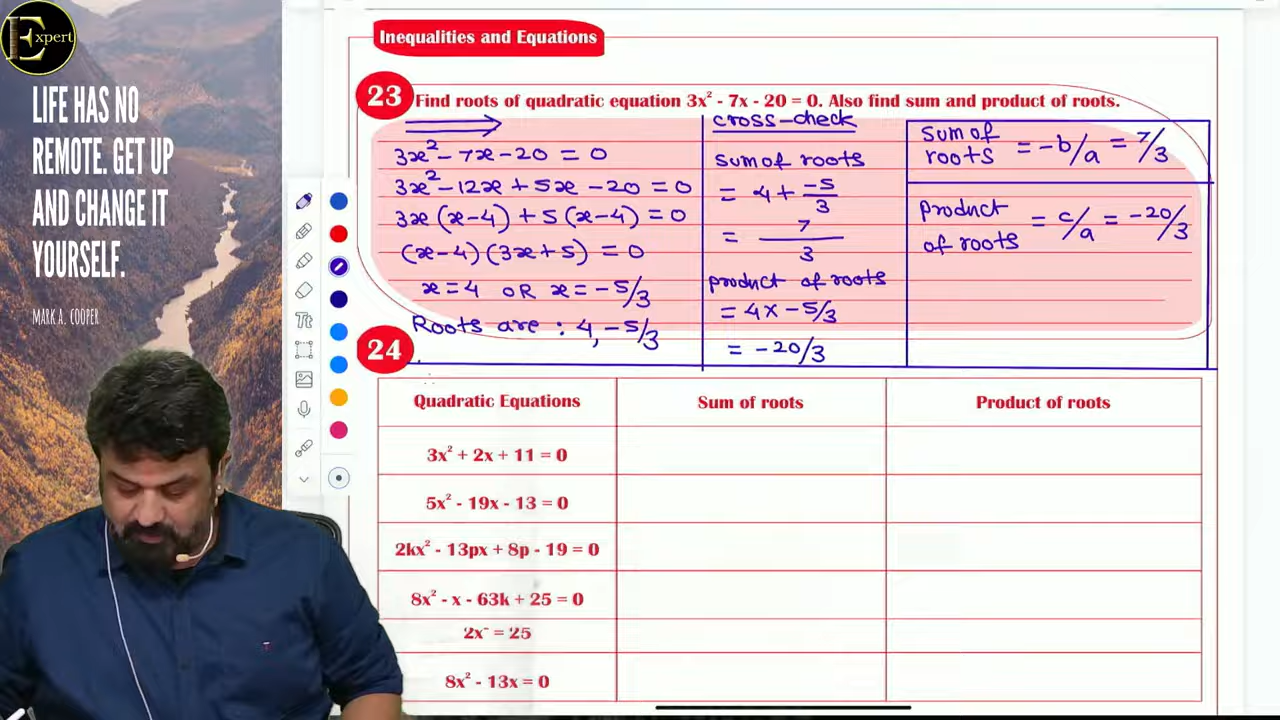 Expert
LIFE HAS NO
REMOTE. GET UP
AND CHANGE IT
YOURSELF.
MARK A. COOPER
Inequalities and Equations
23 Find roots of quadratic equation 3x² - 7x - 20 = 0. Also find sum and product of roots.
3x² - 7x - 20 = 0
3x² - 12x + 5x - 20 = 0
3x (x-4) + 5 (x-4) = 0
(x-4) (3x+5) = 0
x = 4 OR x = -5/3
Roots are : 4, -5/3
cross-check
sum of roots
= 4 + -5/3
= 7/3
product of roots
= 4x -5/3
= -20/3
sum of roots = -b/a = 7/3
product of roots = c/a = -20/3
24
Quadratic Equations Sum of roots Product of roots
3x² + 2x + 11 = 0
5x² - 19x - 13 = 0
2kx² - 13px + 8p - 19 = 0
8x² - x - 63k + 25 = 0
2x² = 25
8x² - 13x = 0
Tt